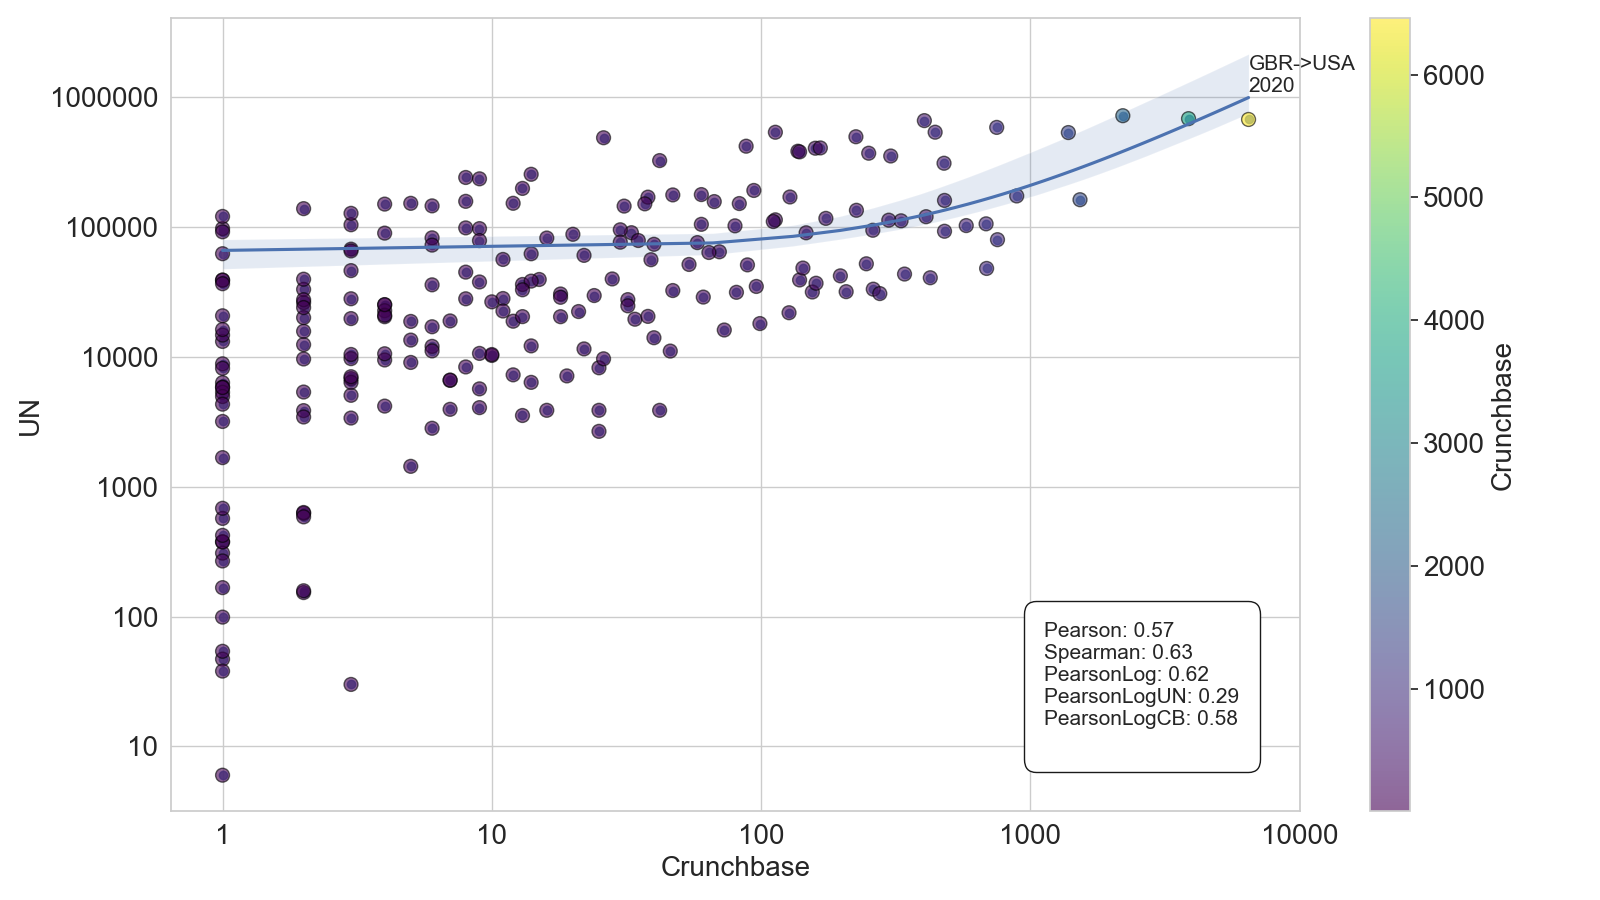 GBR->USA
2020
1000000
100000
10000
1000
100
10
UN
1
10
100
1000
10000
Crunchbase
Pearson: 0.57
Spearman: 0.63
PearsonLog: 0.62
PearsonLogUN: 0.29
PearsonLogCB: 0.58
6000
5000
4000
3000
2000
1000
Crunchbase